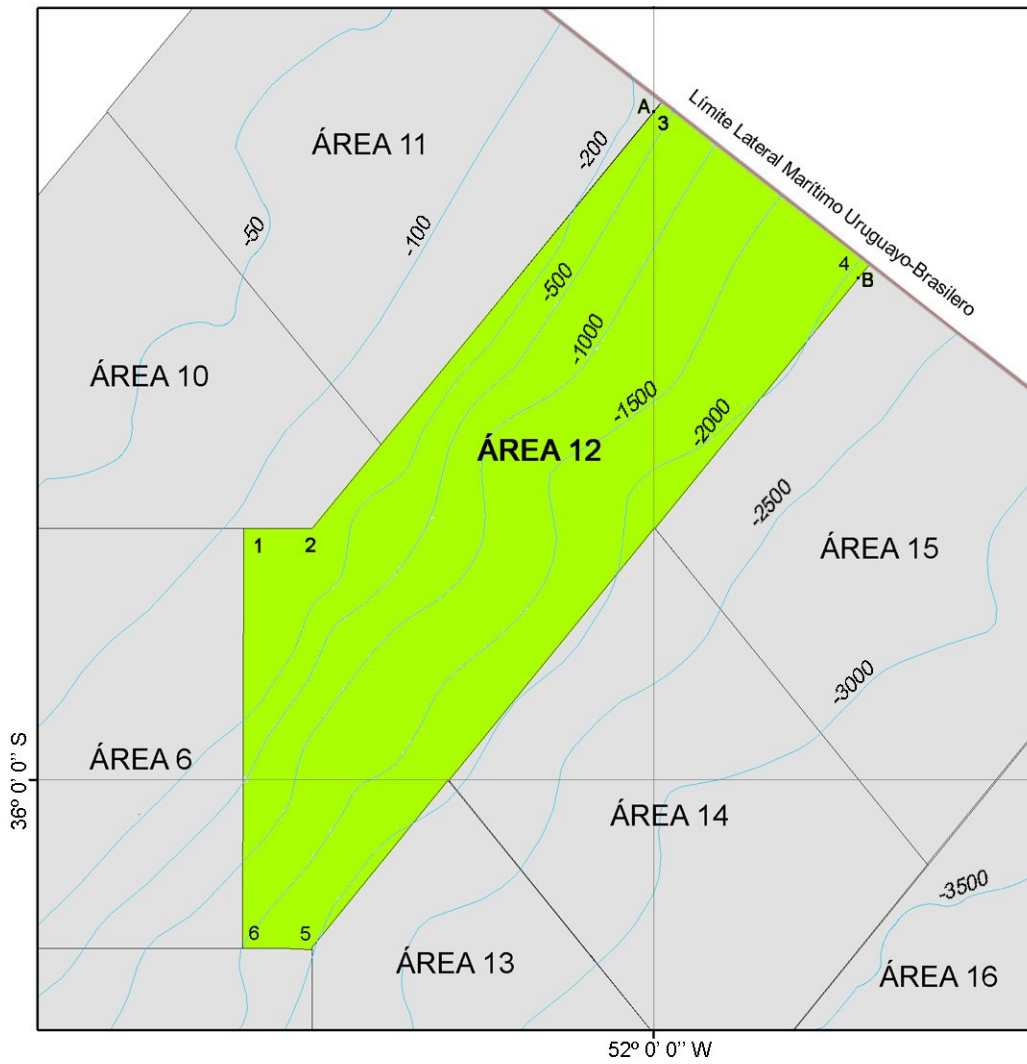 A.
3
Límite Lateral Marítimo Uruguayo-Brasilero
ÁREA 11
-200
-50
-100
4
B
-500
-1000
ÁREA 10
-1500
-2000
ÁREA 12
-2500
1
2
ÁREA 15
-3000
ÁREA 6
36º 0' 0'' S
ÁREA 14
-3500
6
5
ÁREA 13
ÁREA 16
52º 0' 0'' W